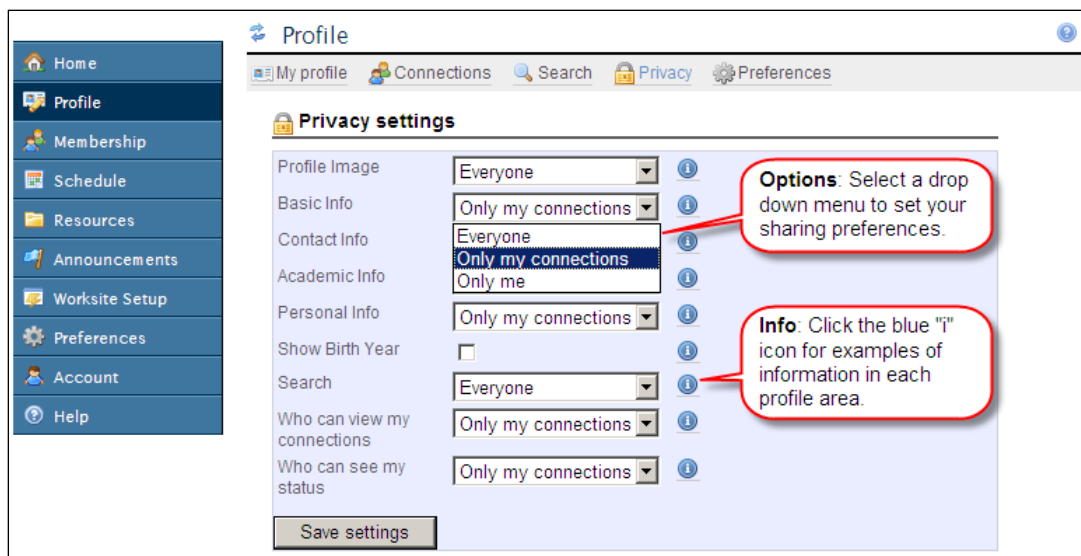 Profile
Home
Profile
Membership
Schedule
Resources
Announcements
Worksite Setup
Preferences
Account
Help
My profile Connections Search Privacy Preferences
Privacy settings
Profile Image Everyone
Basic Info Only my connections
Everyone
Only my connections
Only me
Contact Info
Academic Info
Personal Info Only my connections
Show Birth Year
Search Everyone
Who can view my
connections
Only my connections
Who can see my
status
Only my connections
Save settings
Options: Select a drop
down menu to set your
sharing preferences.
Info: Click the blue "i"
icon for examples of
information in each
profile area.